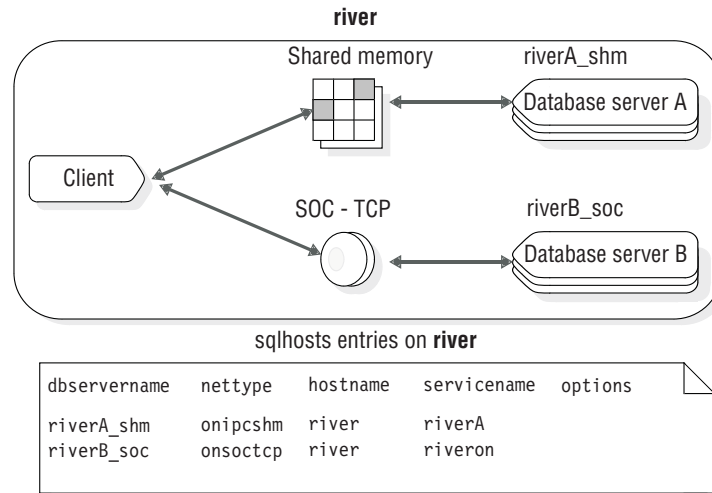 river
Shared memory
riverA_shm
Database server A
Client
SOC - TCP
riverB_soc
Database server B
sqlhosts entries on river
dbservername nettype hostname servicename options
riverA_shm onipcshm river riverA
riverB_soc onsoctcp river riveron